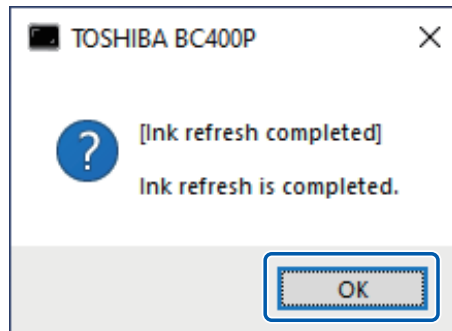 TOSHIBA BC400P
[Ink refresh completed]
Ink refresh is completed.
OK